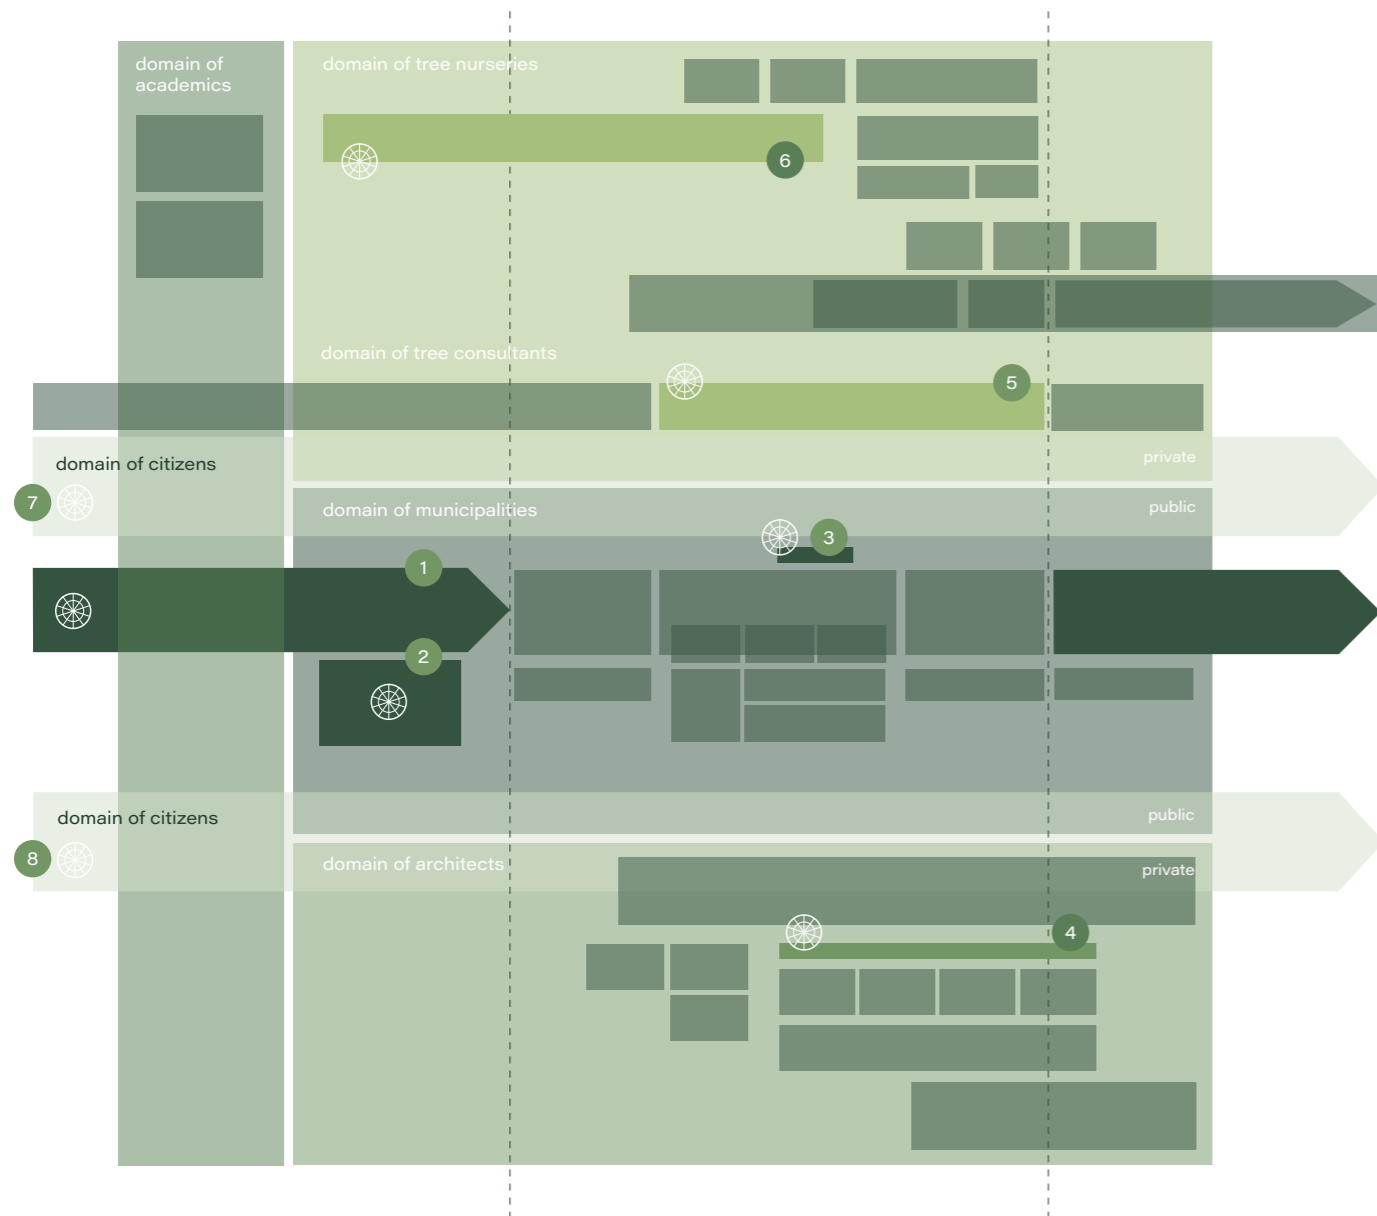 domain of
academics
domain of tree nurseries
6
domain of tree consultants
5
domain of citizens
private
7
domain of municipalities
public
3
1
2
domain of citizens
public
8
domain of architects
private
4